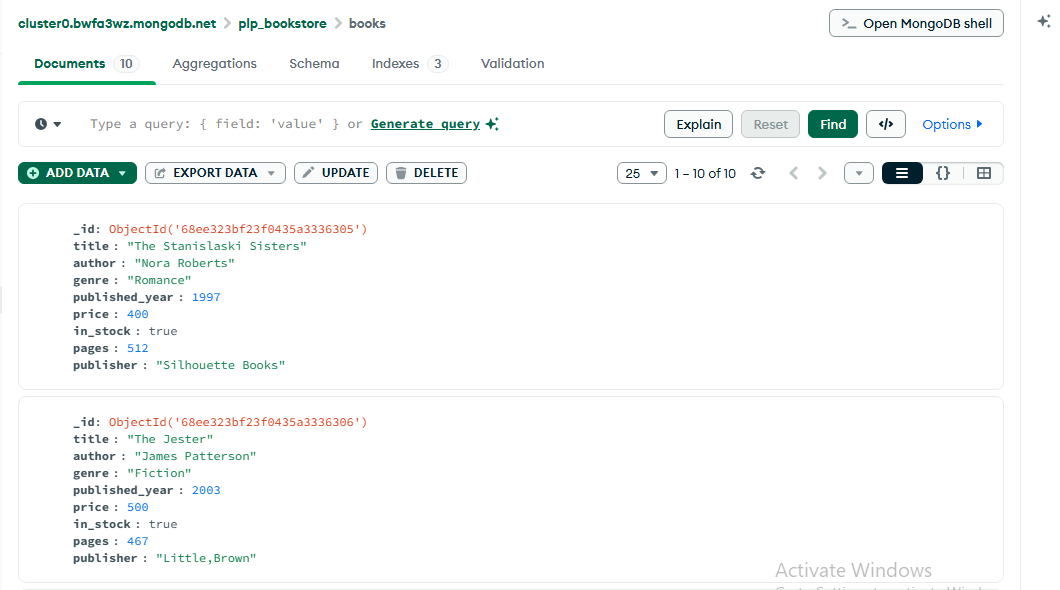 cluster0.bwfa3wz.mongodb.net > plp_bookstore > books
>_ Open MongoDB shell
Documents 10 Aggregations Schema Indexes 3 Validation
Type a query: { field: 'value' } or Generate query
Explain Reset Find </> Options
ADD DATA EXPORT DATA UPDATE DELETE
25 1 – 10 of 10 {}
_id: ObjectId('68ee323bf23f0435a3336305')
title : "The Stanislaski Sisters"
author : "Nora Roberts"
genre : "Romance"
published_year : 1997
price : 400
in_stock : true
pages : 512
publisher : "Silhouette Books"
_id: ObjectId('68ee323bf23f0435a3336306')
title : "The Jester"
author : "James Patterson"
genre : "Fiction"
published_year : 2003
price : 500
in_stock : true
pages : 467
publisher : "Little,Brown"
Activate Windows